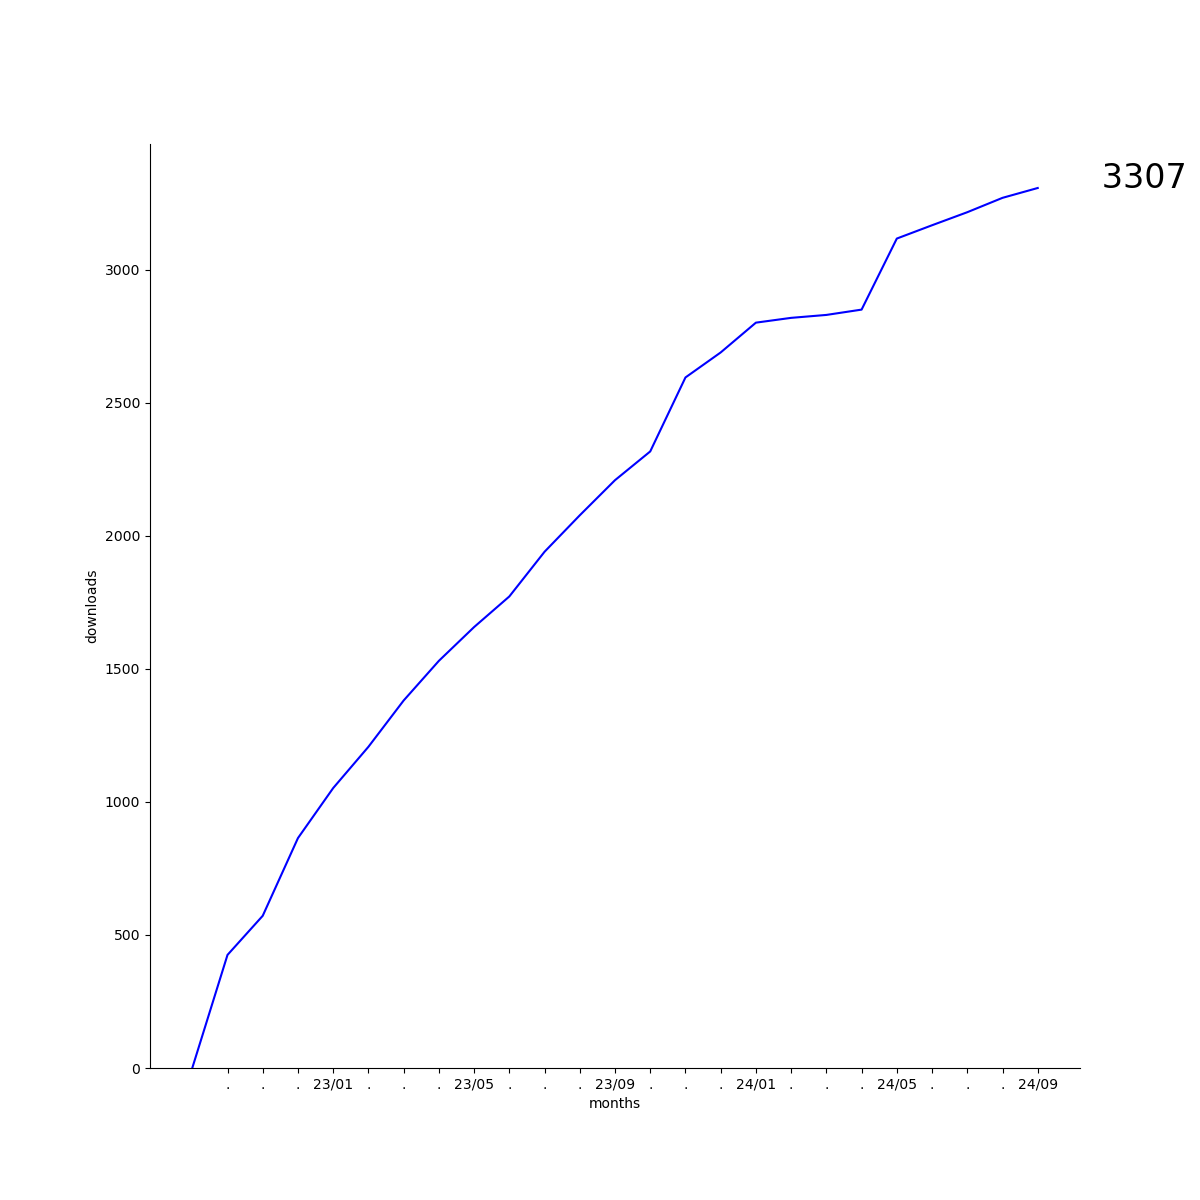 3307
3000
2500
2000
downloads
1500
1000
500
0
. . . 23/01 . . . 23/05 . . . 23/09 . . . 24/01 . . . 24/05 . . . 24/09
months